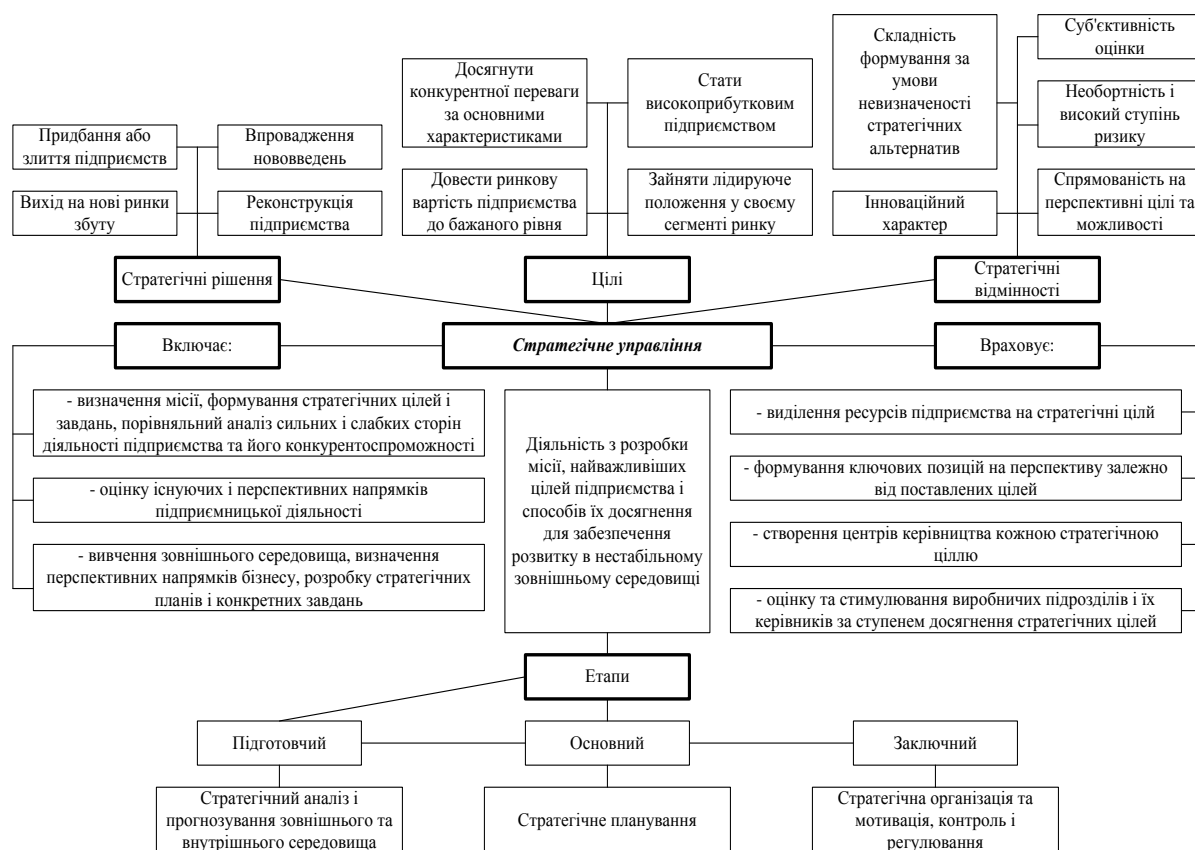 Придбання або
злиття підприємств
Впровадження
нововведень
Вихід на нові ринки
збуту
Реконструкція
підприємства
Стратегічні рішення
Досягнути
конкурентної переваги
за основними
характеристиками
Стати
високоприбутковим
підприємством
Довести ринкову
вартість підприємства
до бажаного рівня
Зайняти лідируюче
положення у своєму
сегменті ринку
Цілі
Складність
формування за
умови
невизначеності
стратегічних
альтернатив
Суб'єктивність
оцінки
Необортність і
високий ступінь
ризику
Інноваційний
характер
Спрямованість на
перспективні цілі та
можливості
Стратегічні
відмінності
Включає:
Стратегічне управління
Враховує:
- визначення місії, формування стратегічних цілей і
завдань, порівняльний аналіз сильних і слабких сторін
діяльності підприємства та його конкурентоспроможності
- оцінку існуючих і перспективних напрямків
підприємницької діяльності
- вивчення зовнішнього середовища, визначення
перспективних напрямків бізнесу, розробку стратегічних
планів і конкретних завдань
Діяльність з розробки
місії, найважливіших
цілей підприємства і
способів їх досягнення
для забезпечення
розвитку в нестабільному
зовнішньому середовищі
- виділення ресурсів підприємства на стратегічні цілй
- формування ключових позицій на перспективу залежно
від поставлених цілей
- створення центрів керівництва кожною стратегічною
ціллю
- оцінку та стимулювання виробничих підрозділів і їх
керівників за ступенем досягнення стратегічних цілей
Етапи
Підготовчий
Основний
Заключний
Стратегічний аналіз і
прогнозування зовнішнього та
внутрішнього середовища
Стратегічне планування
Стратегічна організація та
мотивація, контроль і
регулювання